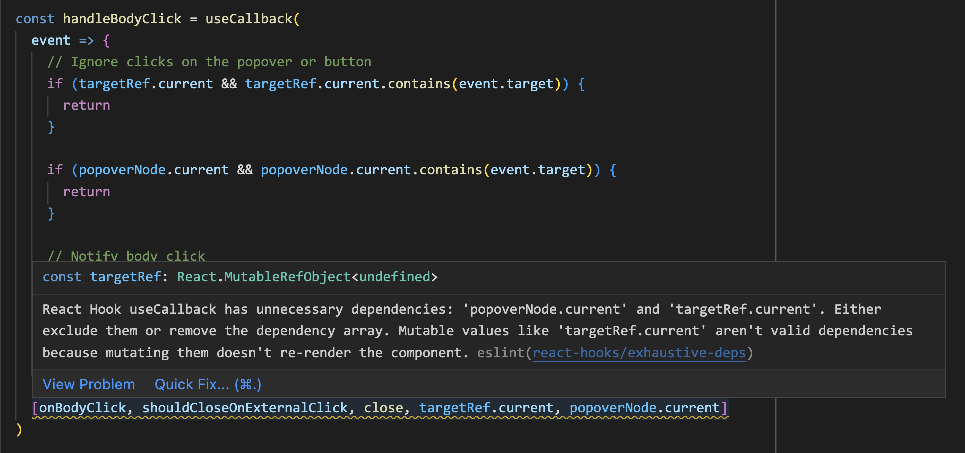 const handleBodyClick = useCallback(
event => {
// Ignore clicks on the popover or button
if (targetRef.current && targetRef.current.contains(event.target)) {
return
}
if (popoverNode.current && popoverNode.current.contains(event.target)) {
return
}
// Notify body click
const targetRef: React.MutableRefObject<undefined>
React Hook useCallback has unnecessary dependencies: 'popoverNode.current' and 'targetRef.current'. Either
exclude them or remove the dependency array. Mutable values like 'targetRef.current' aren't valid dependencies
because mutating them doesn't re-render the component. eslint(react-hooks/exhaustive-deps)
View Problem Quick Fix... (⌘.)
[onBodyClick, shouldCloseOnExternalClick, close, targetRef.current, popoverNode.current]
)